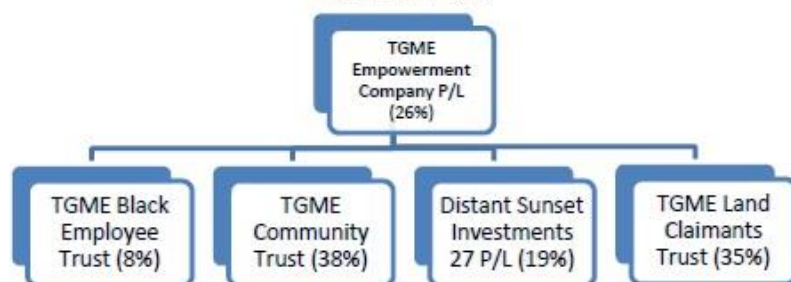 TGME
Empowerment
Company P/L
(26%)
TGME Black
Employee
Trust (8%)
TGME
Community
Trust (38%)
Distant Sunset
Investments
27 P/L (19%)
TGME Land
Claimants
Trust (35%)